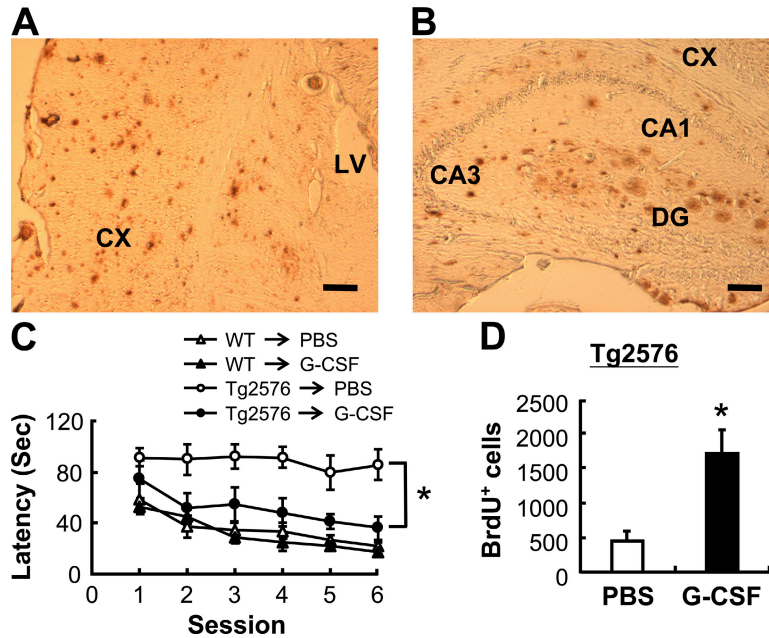 A
B
CX
LV
CX
CA1
CA3
DG
C
WT → PBS
WT → G-CSF
Tg2576 → PBS
Tg2576 → G-CSF
Latency (Sec)
120
80
40
0
*
0 1 2 3 4 5 6
Session
D
Tg2576
BrdU⁺ cells
2500
2000
1500
1000
500
0
*
PBS G-CSF